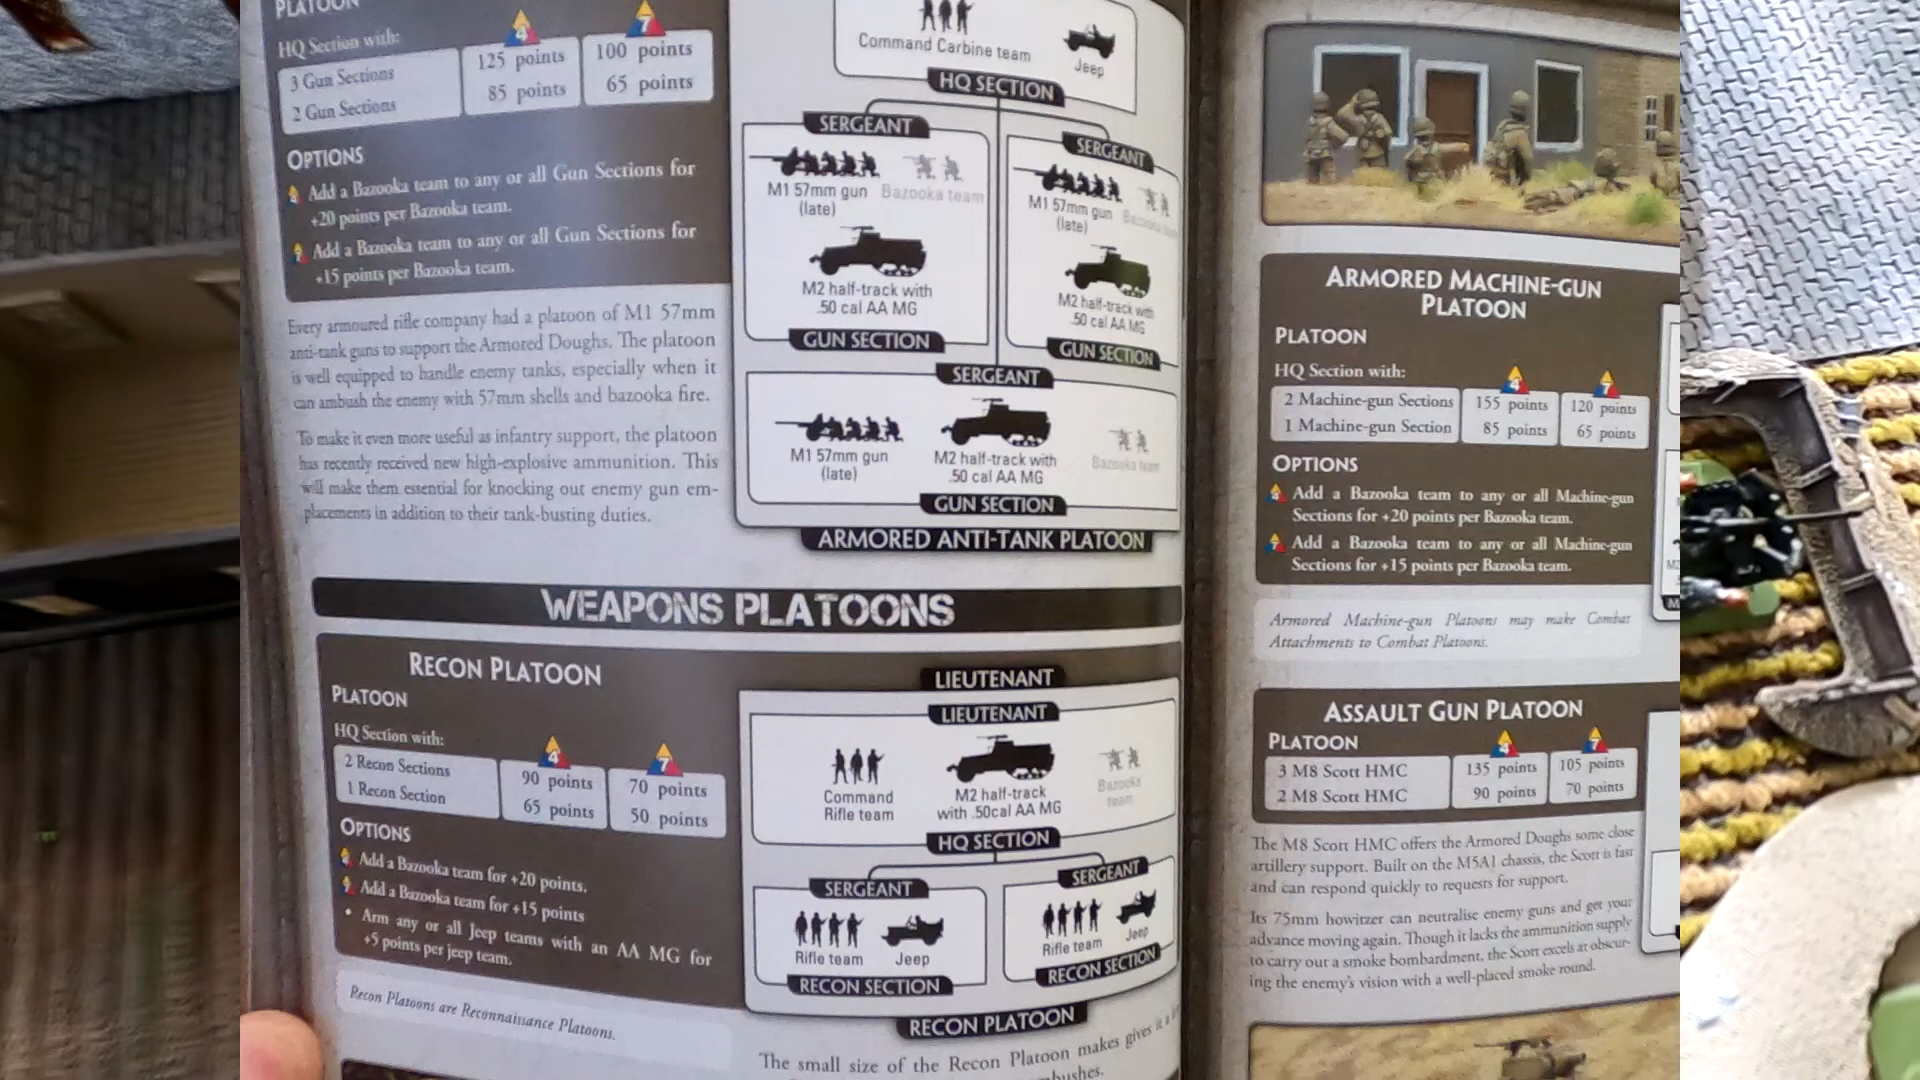 PLATOON
HQ Section with:
4
7
3 Gun Sections
125 points
100 points
2 Gun Sections
85 points
65 points
OPTIONS
4 Add a Bazooka team to any or all Gun Sections for
+20 points per Bazooka team.
Add a Bazooka team to any or all Gun Sections for
+15 points per Bazooka team.
Every armoured rifle company had a platoon of M1 57mm
anti-tank guns to support the Armored Doughs. The platoon
is well equipped to handle enemy tanks, especially when it
can ambush the enemy with 57mm shells and bazooka fire.
To make it even more useful as infantry support, the platoon
has recently received new high-explosive ammunition. This
will make them essential for knocking out enemy gun em-
placements in addition to their tank-busting duties.
Command Carbine team
Jeep
HQ SECTION
SERGEANT
M1 57mm gun
(late)
Bazooka team
M2 half-track with
.50 cal AA MG
GUN SECTION
SERGEANT
M1 57mm gun
(late)
Bazooka team
M2 half-track with
.50 cal AA MG
GUN SECTION
SERGEANT
M1 57mm gun
(late)
M2 half-track with
.50 cal AA MG
Bazooka team
GUN SECTION
ARMORED ANTI-TANK PLATOON
WEAPONS PLATOONS
RECON PLATOON
PLATOON
HQ Section with:
4
7
2 Recon Sections
90 points
70 points
1 Recon Section
65 points
50 points
OPTIONS
Add a Bazooka team for +20 points.
Add a Bazooka team for +15 points
• Arm any or all Jeep teams with an AA MG for
+5 points per jeep team.
Recon Platoons are Reconnaissance Platoons.
LIEUTENANT
LIEUTENANT
Command
Rifle team
M2 half-track
with .50cal AA MG
Bazooka
team
HQ SECTION
SERGEANT
Rifle team
Jeep
RECON SECTION
SERGEANT
Rifle team
Jeep
RECON SECTION
RECON PLATOON
The small size of the Recon Platoon makes gives it a
ARMORED MACHINE-GUN
PLATOON
PLATOON
HQ Section with:
4
7
2 Machine-gun Sections
155 points
120 points
1 Machine-gun Section
85 points
65 points
OPTIONS
4 Add a Bazooka team to any or all Machine-gun
Sections for +20 points per Bazooka team.
Add a Bazooka team to any or all Machine-gun
Sections for +15 points per Bazooka team.
Armored Machine-gun Platoons may make Combat
Attachments to Combat Platoons.
ASSAULT GUN PLATOON
PLATOON
4
7
3 M8 Scott HMC
135 points
105 points
2 M8 Scott HMC
90 points
70 points
The M8 Scott HMC offers the Armored Doughs some close
artillery support. Built on the M5A1 chassis, the Scott is fast
and can respond quickly to requests for support.
Its 75mm howitzer can neutralise enemy guns and get your
advance moving again. Though it lacks the ammunition supply
to carry out a smoke bombardment, the Scott excels at obscur-
ing the enemy's vision with a well-placed smoke round.